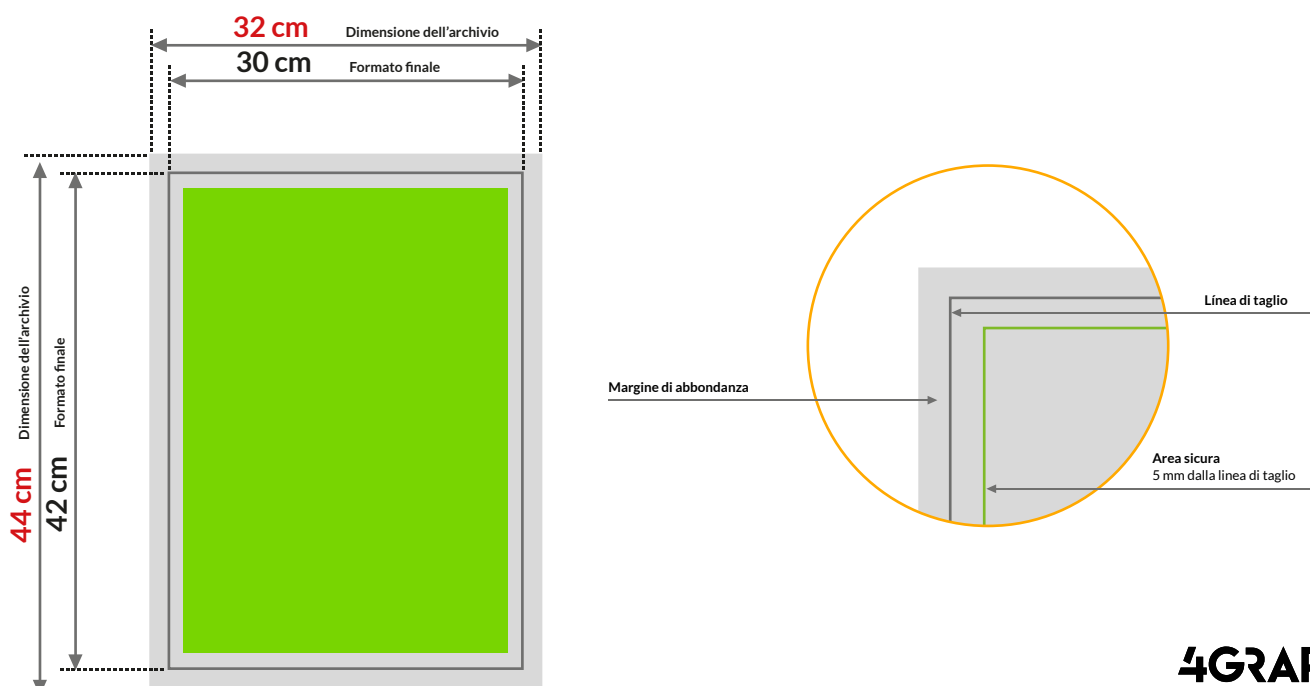 32 cm Dimensione dell'archivio
30 cm Formato finale
44 cm Dimensione dell'archivio
42 cm Formato finale
Línea di taglio
Margine di abbondanza
Area sicura
5 mm dalla linea di taglio